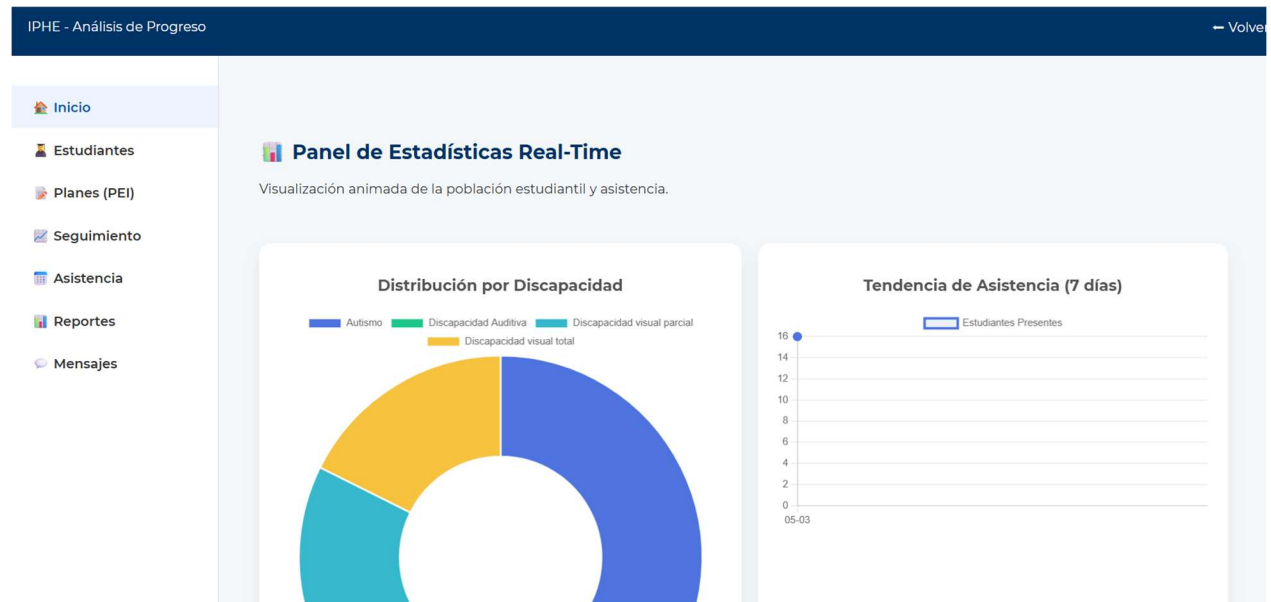 IPHE - Análisis de Progreso
← Volver
Inicio
Estudiantes
Planes (PEI)
Seguimiento
Asistencia
Reportes
Mensajes
Panel de Estadísticas Real-Time
Visualización animada de la población estudiantil y asistencia.
Distribución por Discapacidad
Autismo Discapacidad Auditiva Discapacidad visual parcial
Discapacidad visual total
Tendencia de Asistencia (7 días)
Estudiantes Presentes
16
14
12
10
8
6
4
2
0
05-03